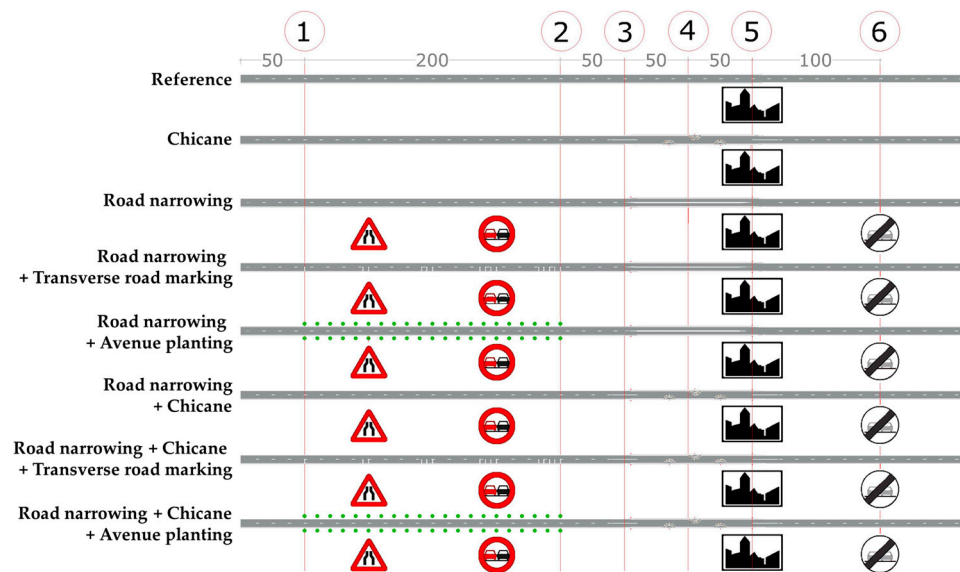 1 2 3 4 5 6
50 200 50 50 50 100
Reference
Chicane
Road narrowing
Road narrowing
+ Transverse road marking
Road narrowing
+ Avenue planting
Road narrowing
+ Chicane
Road narrowing + Chicane
+ Transverse road marking
Road narrowing + Chicane
+ Avenue planting